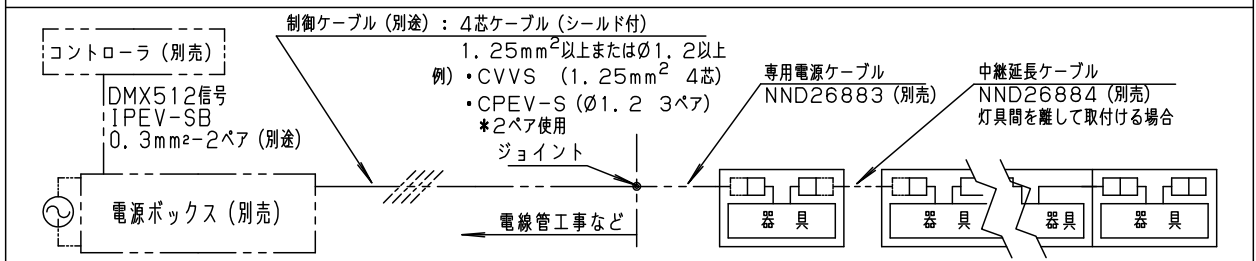 制御ケーブル(別途):4芯ケーブル(シールド付)
1.25mm²以上またはØ1.2以上
例)・CVVS (1.25mm² 4芯)
・CPEV-S(Ø1.2 3ペア)
*2ペア使用
コントローラ(別売)
DMX512信号
IPEV-SB
0.3mm²-2ペア(別途)
電源ボックス(別売)
ジョイント
電線管工事など
専用電源ケーブル
NND26883(別売)
中継延長ケーブル
NND26884(別売)
灯具間を離して取付ける場合
器具
器具
器具
器具